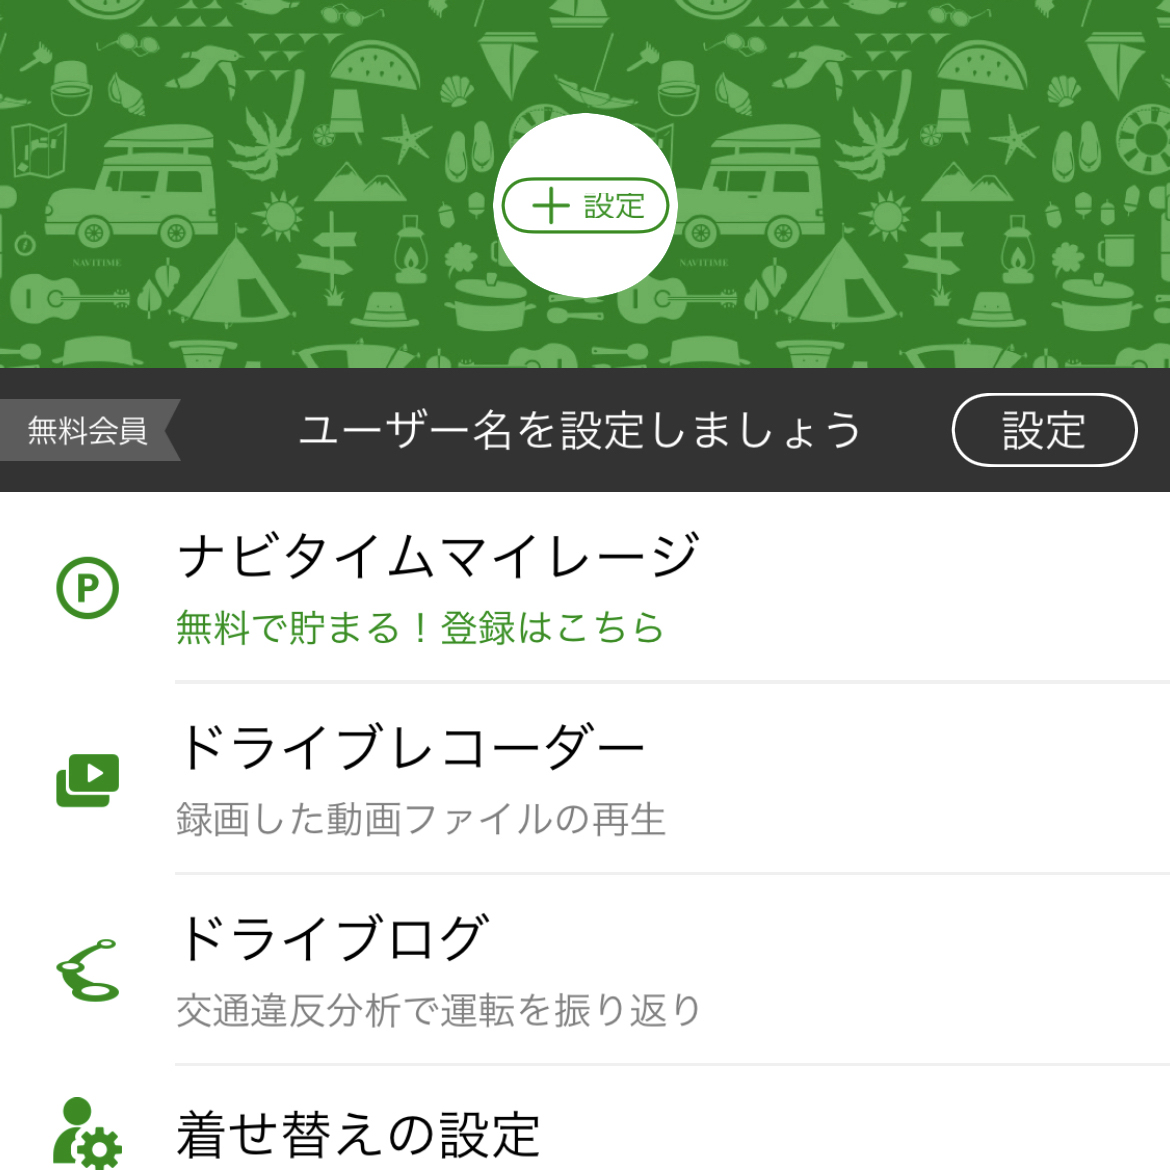 NAVITIME
NAVITIME
設定
無料会員
ユーザー名を設定しましょう
設定
P
ナビタイムマイレージ
無料で貯まる！登録はこちら
ドライブレコーダー
録画した動画ファイルの再生
ドライブログ
交通違反分析で運転を振り返り
着せ替えの設定